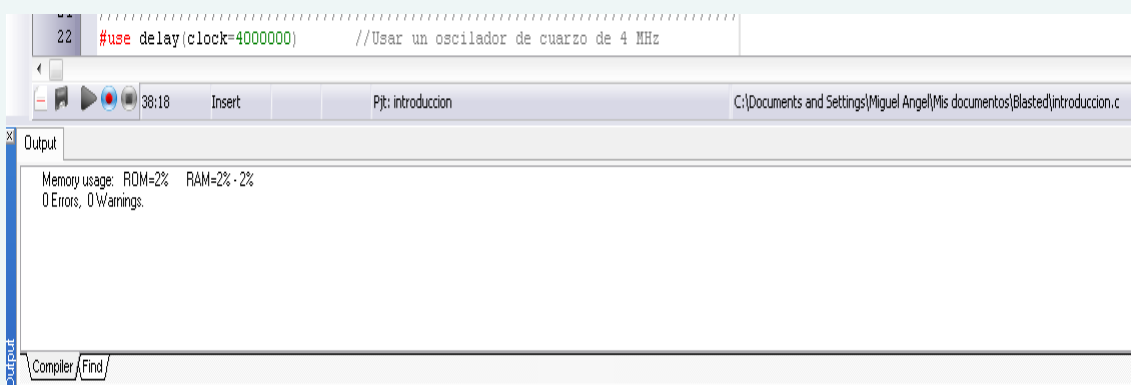 22 #use delay(clock=4000000) //Usar un oscilador de cuarzo de 4 MHz
38:18 Insert Pjt: introduccion C:\Documents and Settings\Miguel Angel\Mis documentos\Blasted\introduccion.c
Output
Memory usage: ROM=2% RAM=2% - 2%
0 Errors, 0 Warnings.
Output
Compiler Find